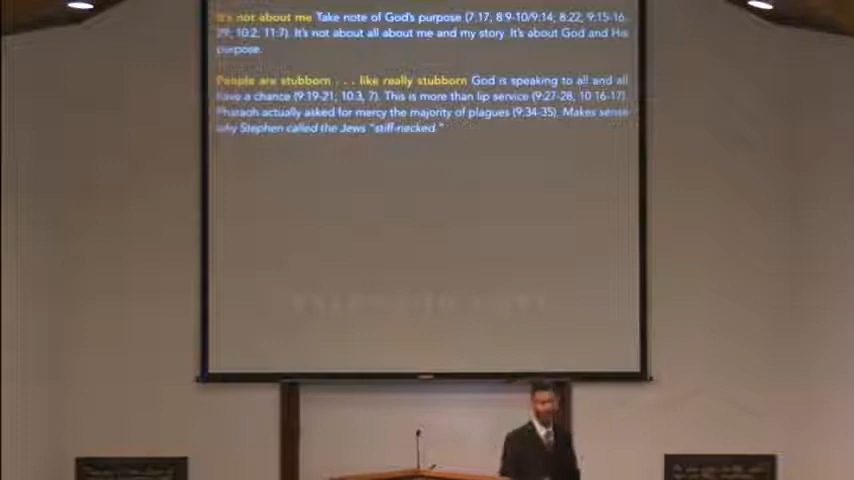 It's not about me Take note of God's purpose (7:17; 8:9-10/9:14; 8:22; 9:15-16,
29; 10:2; 11:7). It's not about all about me and my story. It's about God and His
purpose.
People are stubborn . . . like really stubborn God is speaking to all and all
have a chance (9:19-21; 10:3, 7). This is more than lip service (9:27-28; 10:16-17).
Pharaoh actually asked for mercy the majority of plagues (9:34-35). Makes sense
why Stephen called the Jews "stiff-necked."